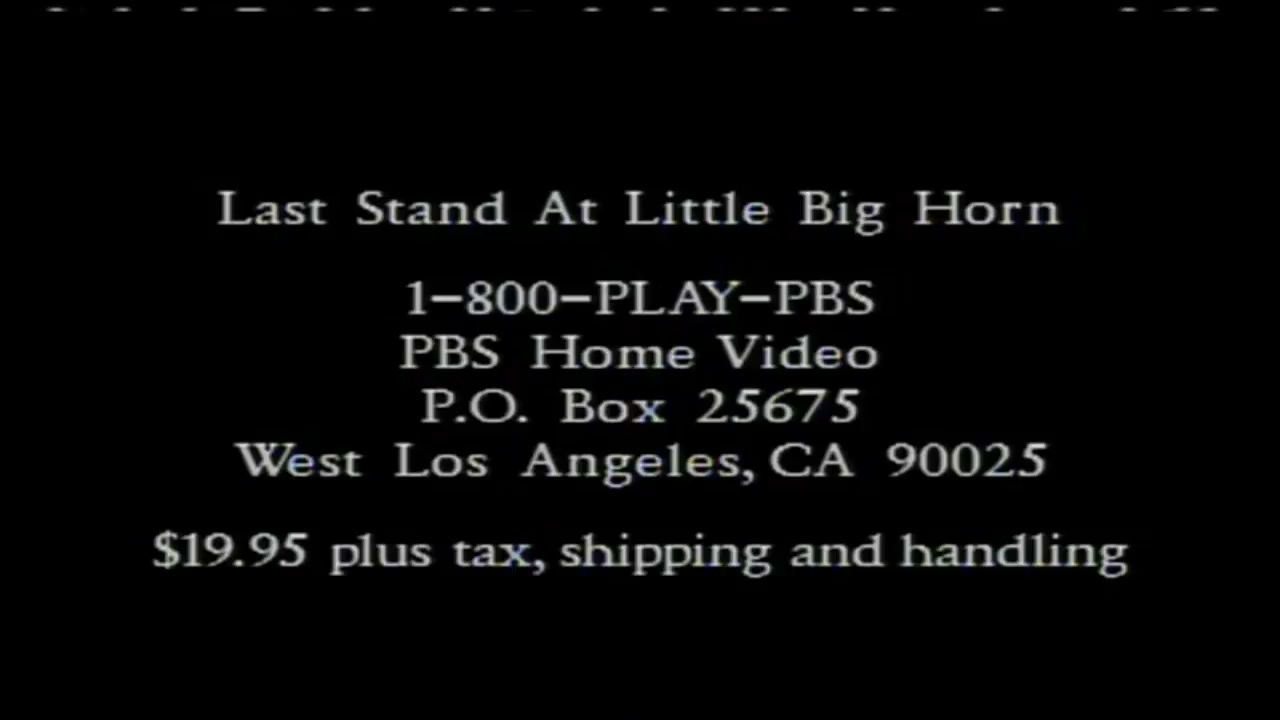 Last Stand At Little Big Horn
1-800-PLAY-PBS
PBS Home Video
P.O. Box 25675
West Los Angeles, CA 90025
$19.95 plus tax, shipping and handling